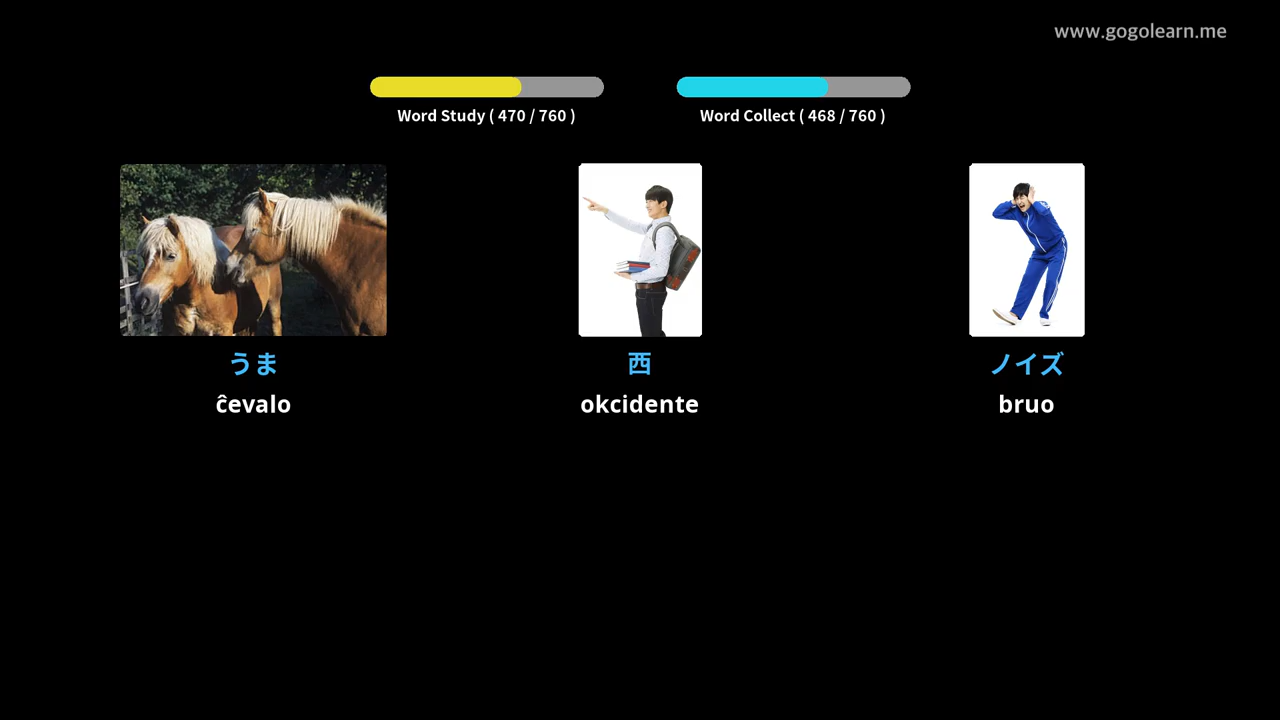 www.gogolearn.me
Word Study ( 470 / 760 )
Word Collect ( 468 / 760 )
うま
西
ノイズ
ĉevalo
okcidente
bruo